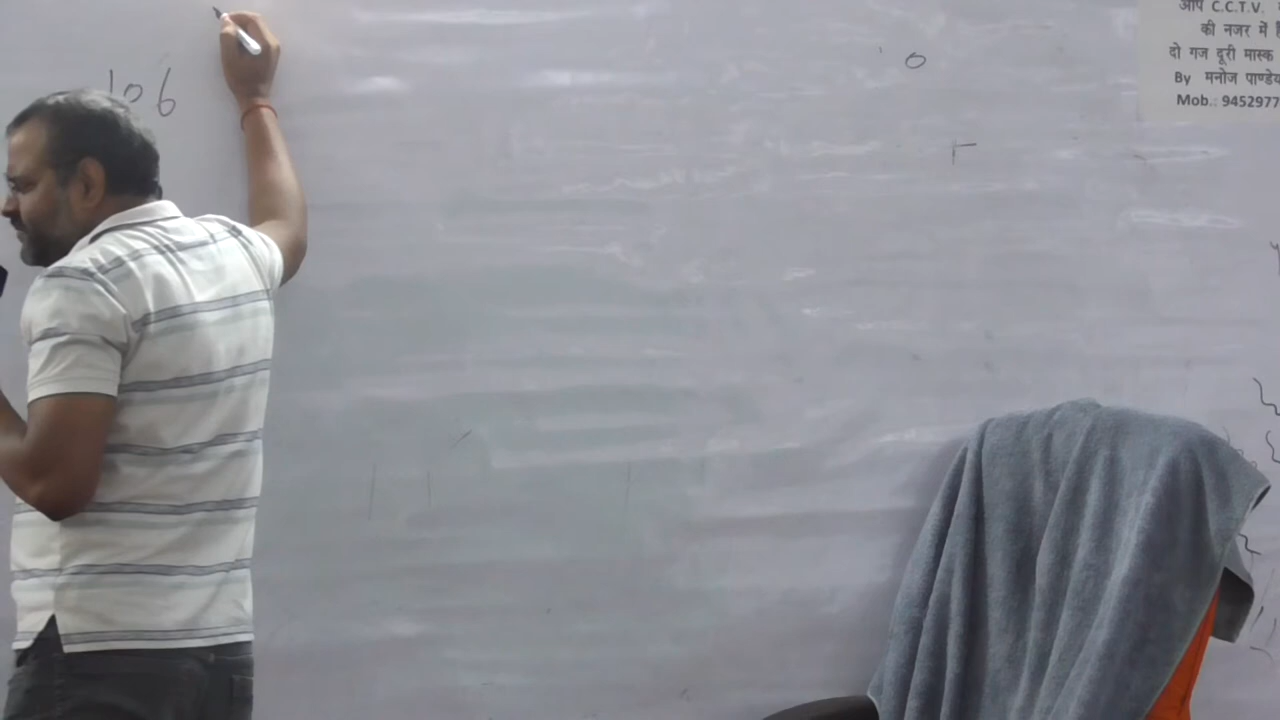 106
आप C.C.T.V.
की नजर में
दो गज दूरी मास्क
By मनोज पाण्डेय
Mob.: 9452977